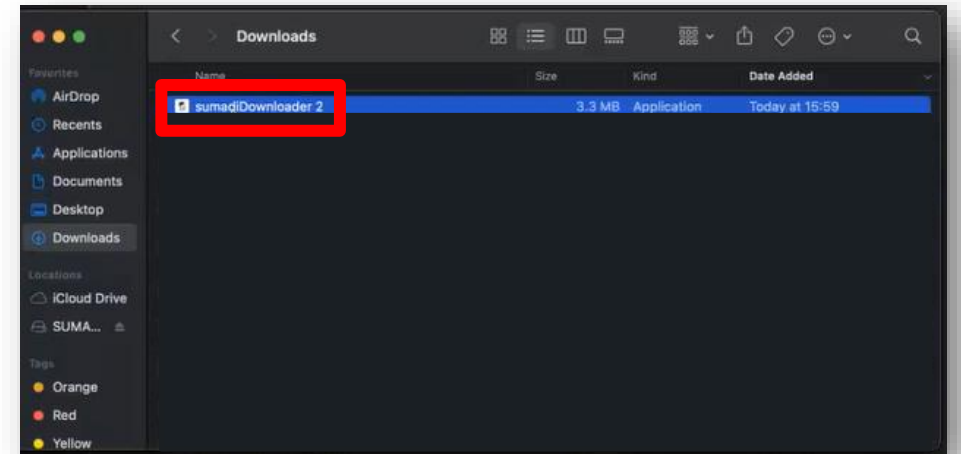 Downloads
Favorites
AirDrop
Recents
Applications
Documents
Desktop
Downloads
Locations
iCloud Drive
SUMA...
Tags
Orange
Red
Yellow
Name Size Kind Date Added
sumadiDownloader 2 3.3 MB Application Today at 15:59